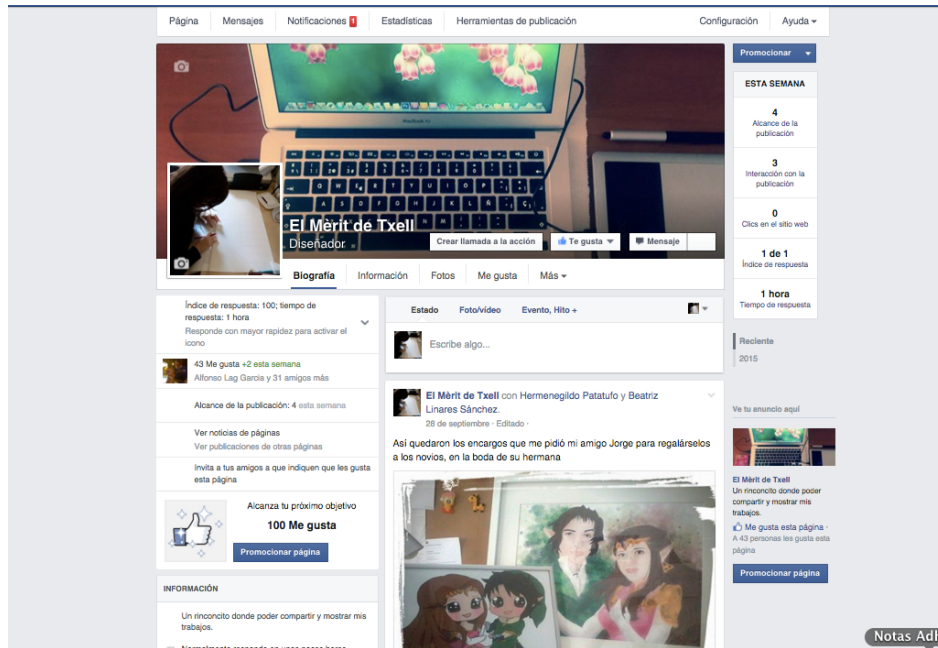 Página Mensajes Notificaciones 1 Estadísticas Herramientas de publicación Configuración Ayuda
MacBook Air
El Mèrit de Txell
Diseñador
Crear llamada a la acción Te gusta Mensaje
Biografía Información Fotos Me gusta Más
Índice de respuesta: 100; tiempo de
respuesta: 1 hora
Responde con mayor rapidez para activar el
icono
43 Me gusta +2 esta semana
Alfonso Lag Garcia y 31 amigos más
Alcance de la publicación: 4 esta semana
Ver noticias de páginas
Ver publicaciones de otras páginas
Invita a tus amigos a que indiquen que les gusta
esta página
Alcanza tu próximo objetivo
100 Me gusta
Promocionar página
INFORMACIÓN
Un rinconcito donde poder compartir y mostrar mis
trabajos.
Estado Foto/vídeo Evento, Hito +
Escribe algo...
El Mèrit de Txell con Hermenegildo Patatufo y Beatriz
Linares Sánchez.
28 de septiembre · Editado ·
Así quedaron los encargos que me pidió mi amigo Jorge para regalárselos
a los novios, en la boda de su hermana
Promocionar
ESTA SEMANA
4
Alcance de la
publicación
3
Interacción con la
publicación
0
Clics en el sitio web
1 de 1
Índice de respuesta
1 hora
Tiempo de respuesta
Reciente
2015
Ve tu anuncio aquí
El Mèrit de Txell
Un rinconcito donde poder
compartir y mostrar mis
trabajos.
Me gusta esta página ·
A 43 personas les gusta esta
página
Promocionar página
Notas Adh